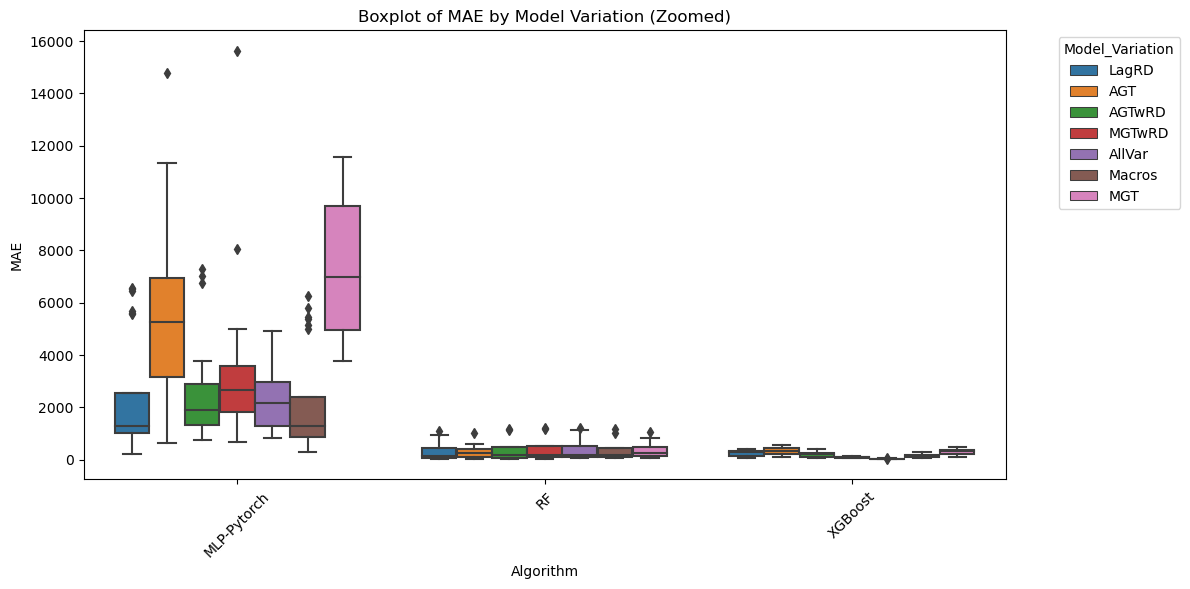 Boxplot of MAE by Model Variation (Zoomed)
MAE
16000
14000
12000
10000
8000
6000
4000
2000
0
MLP-Pytorch
RF
XGBoost
Algorithm
Model_Variation
LagRD
AGT
AGTwRD
MGTwRD
AllVar
Macros
MGT